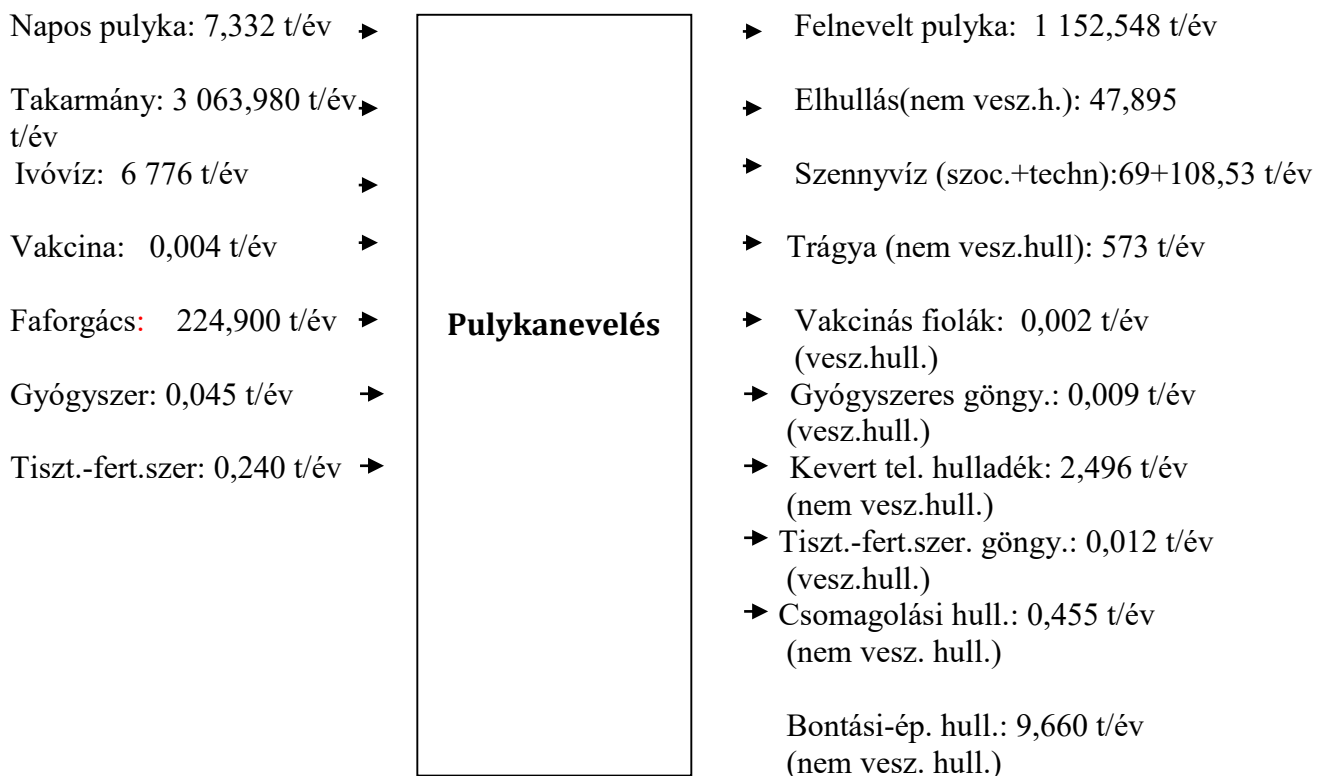 Napos pulyka: 7,332 t/év
Takarmány: 3 063,980 t/év
t/év
Ivóvíz: 6 776 t/év
Vakcina: 0,004 t/év
Faforgács: 224,900 t/év
Gyógyszer: 0,045 t/év
Tiszt.-fert.szer: 0,240 t/év
Pulykanevelés
Felnevelt pulyka: 1 152,548 t/év
Elhullás(nem vesz.h.): 47,895
Szennyvíz (szoc.+techn):69+108,53 t/év
Trágya (nem vesz.hull): 573 t/év
Vakcinás fiolák: 0,002 t/év
(vesz.hull.)
Gyógyszeres göngy.: 0,009 t/év
(vesz.hull.)
Kevert tel. hulladék: 2,496 t/év
(nem vesz.hull.)
Tiszt.-fert.szer. göngy.: 0,012 t/év
(vesz.hull.)
Csomagolási hull.: 0,455 t/év
(nem vesz. hull.)
Bontási-ép. hull.: 9,660 t/év
(nem vesz. hull.)